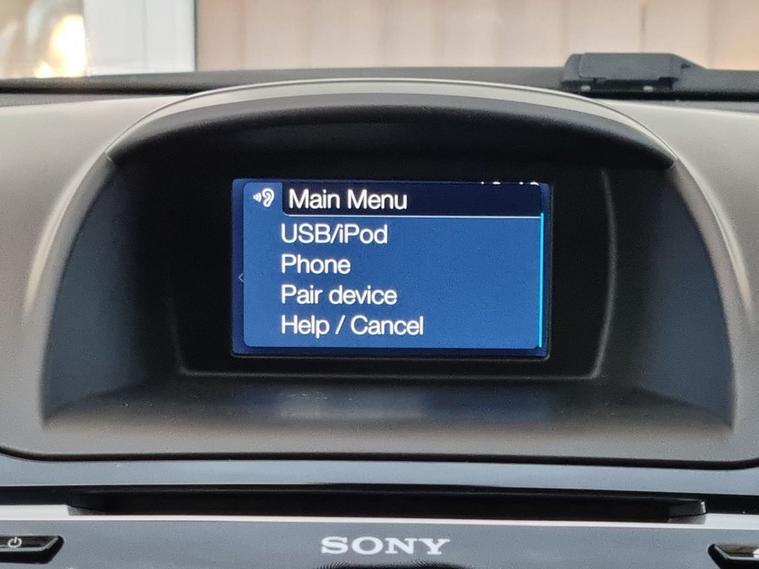 Main Menu
USB/iPod
Phone
Pair device
Help / Cancel
SONY